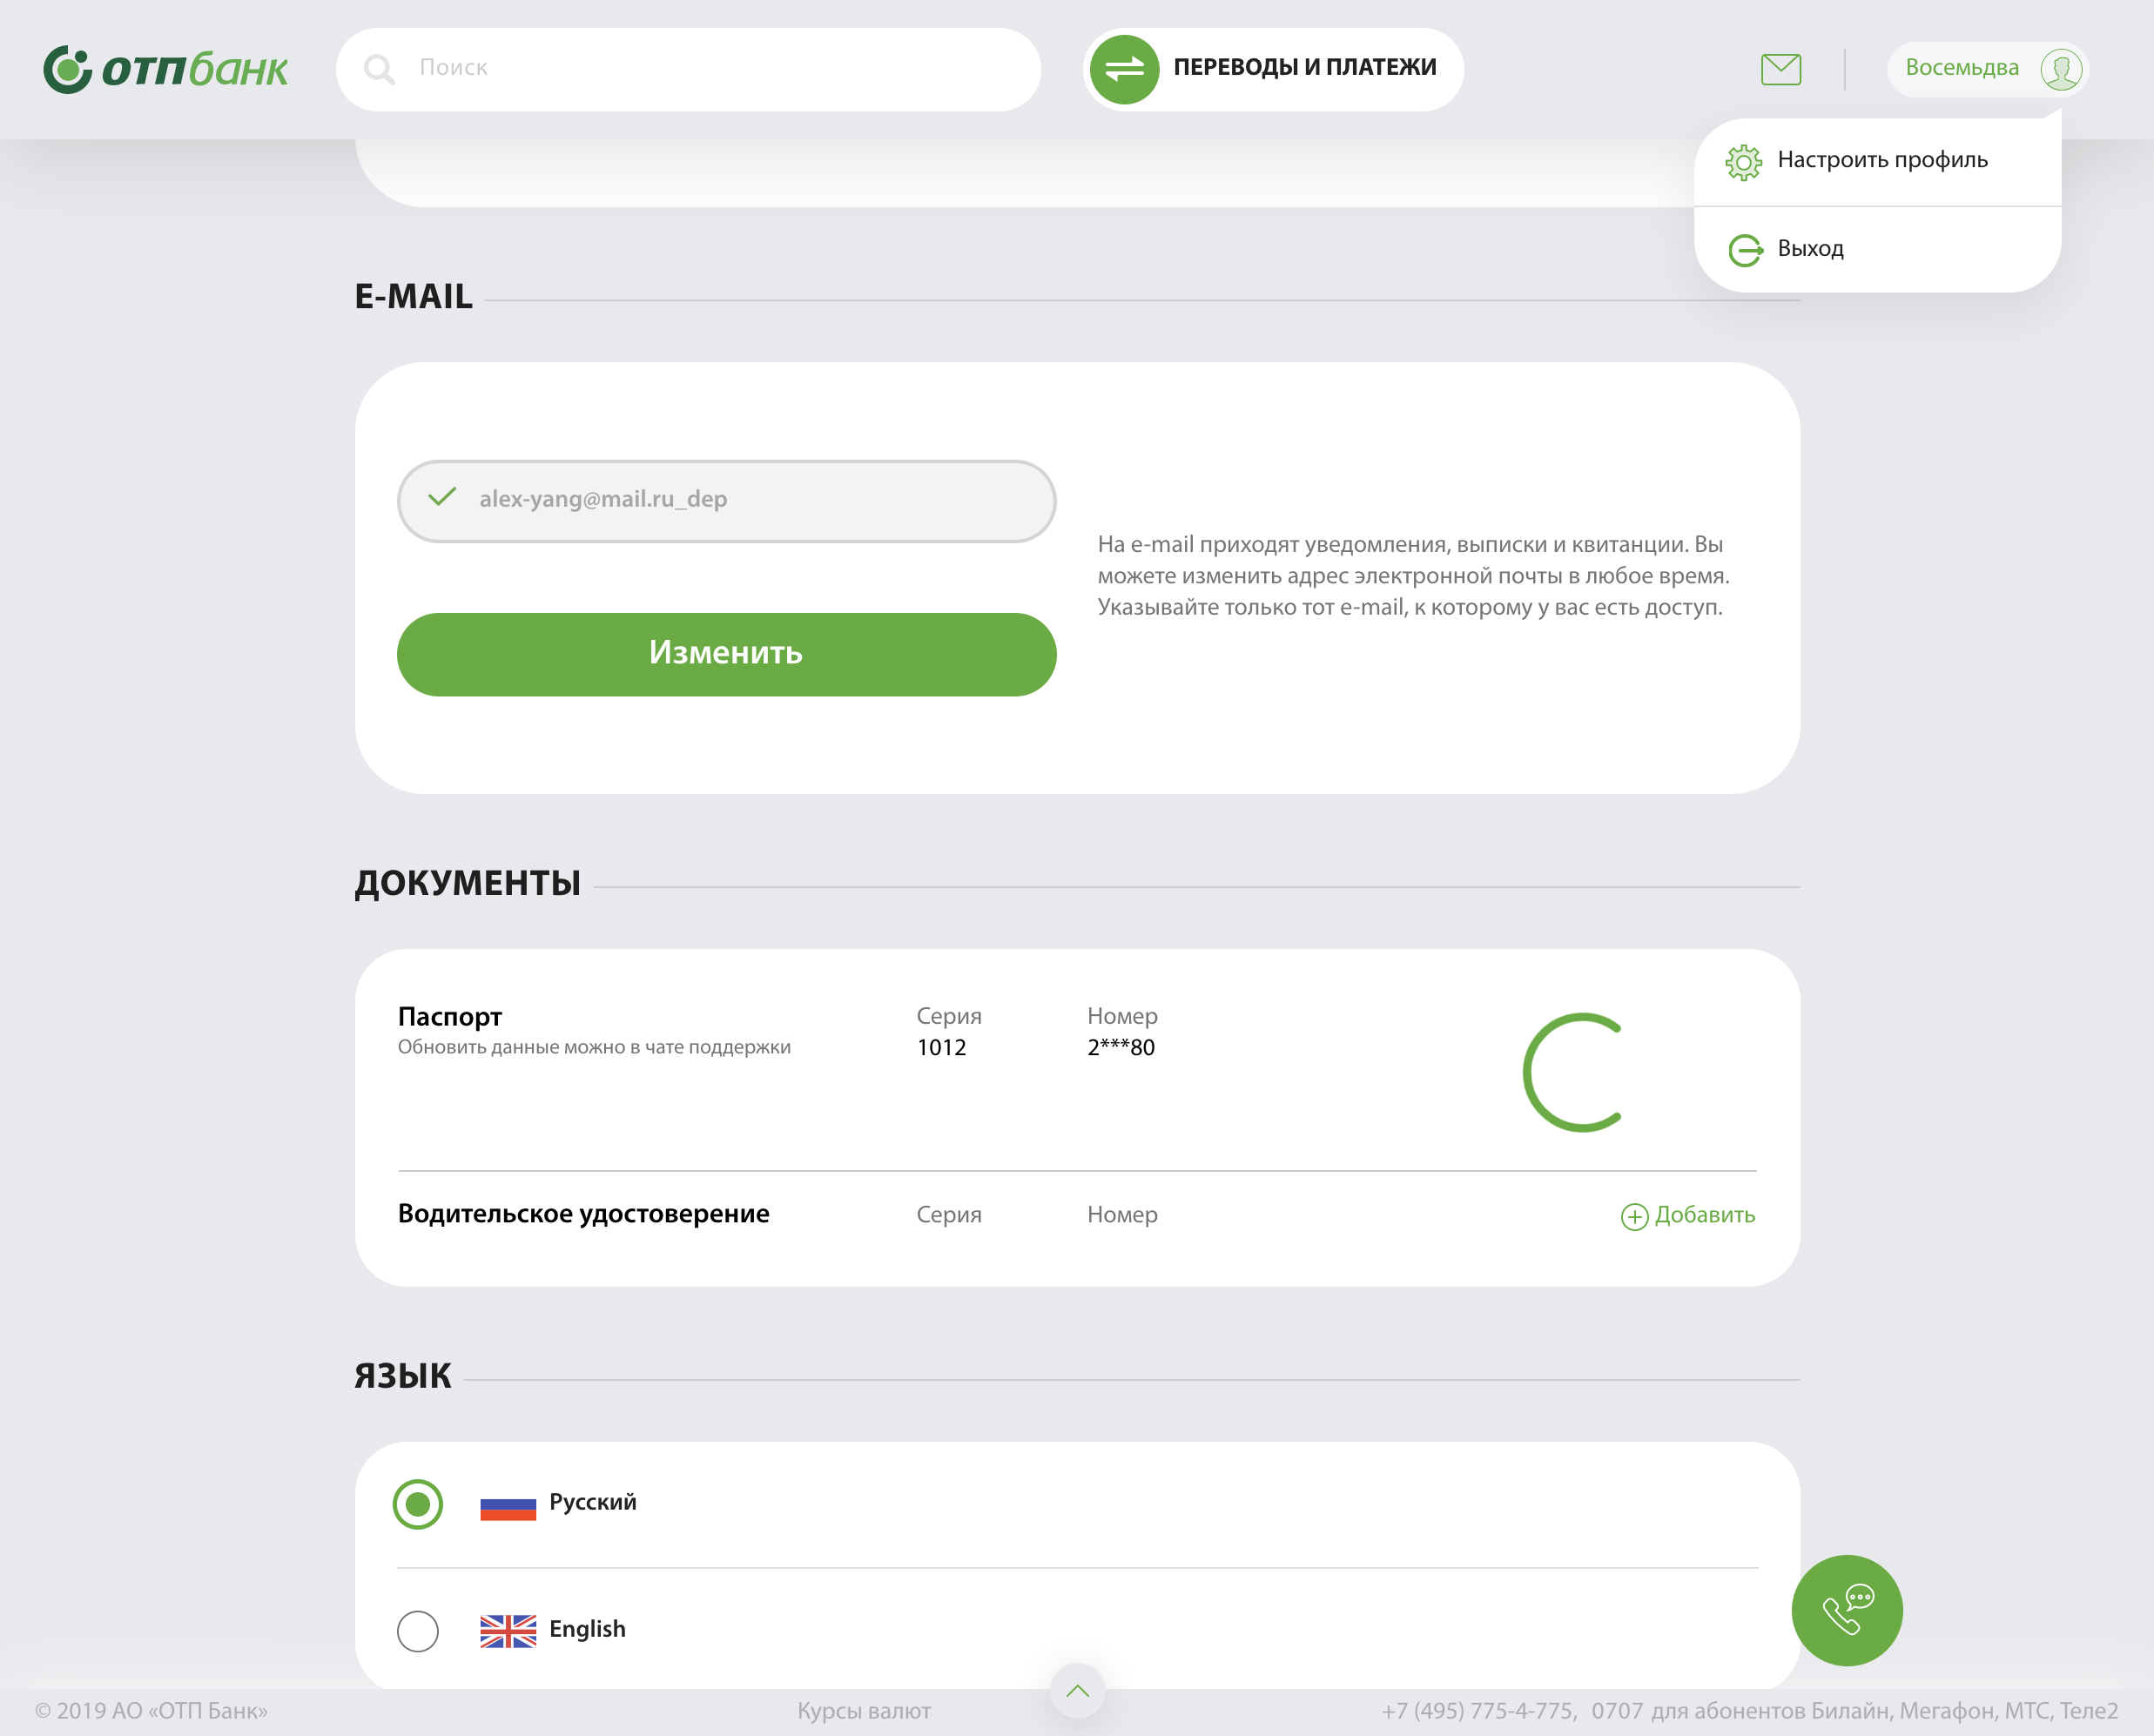 ОТПбанк
Поиск
ПЕРЕВОДЫ И ПЛАТЕЖИ
Восемьдва
Настроить профиль
Выход
E-MAIL
alex-yang@mail.ru_dep
Изменить
На e-mail приходят уведомления, выписки и квитанции. Вы
можете изменить адрес электронной почты в любое время.
Указывайте только тот e-mail, к которому у вас есть доступ.
ДОКУМЕНТЫ
Паспорт
Обновить данные можно в чате поддержки
Серия
1012
Номер
2***80
Водительское удостоверение
Серия
Номер
Добавить
ЯЗЫК
Русский
English
© 2019 АО «ОТП Банк»
Курсы валют
+7 (495) 775-4-775, 0707 для абонентов Билайн, Мегафон, МТС, Теле2